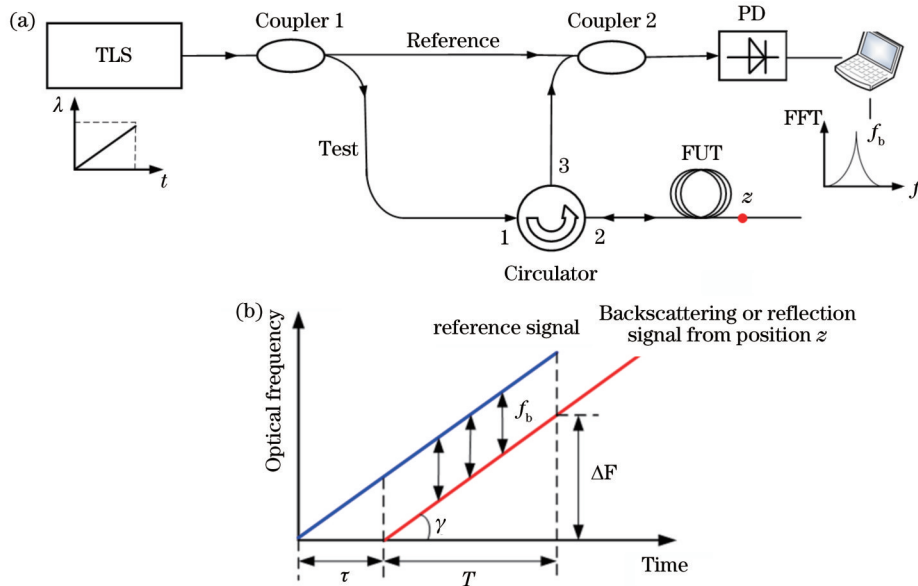 (a)
TLS
Coupler 1
Reference
Coupler 2
PD
λ
t
Test
3
1
2
Circulator
FUT
z
FFT
f_b
f
(b)
Optical frequency
reference signal
Backscattering or reflection
signal from position z
f_b
ΔF
γ
τ
T
Time